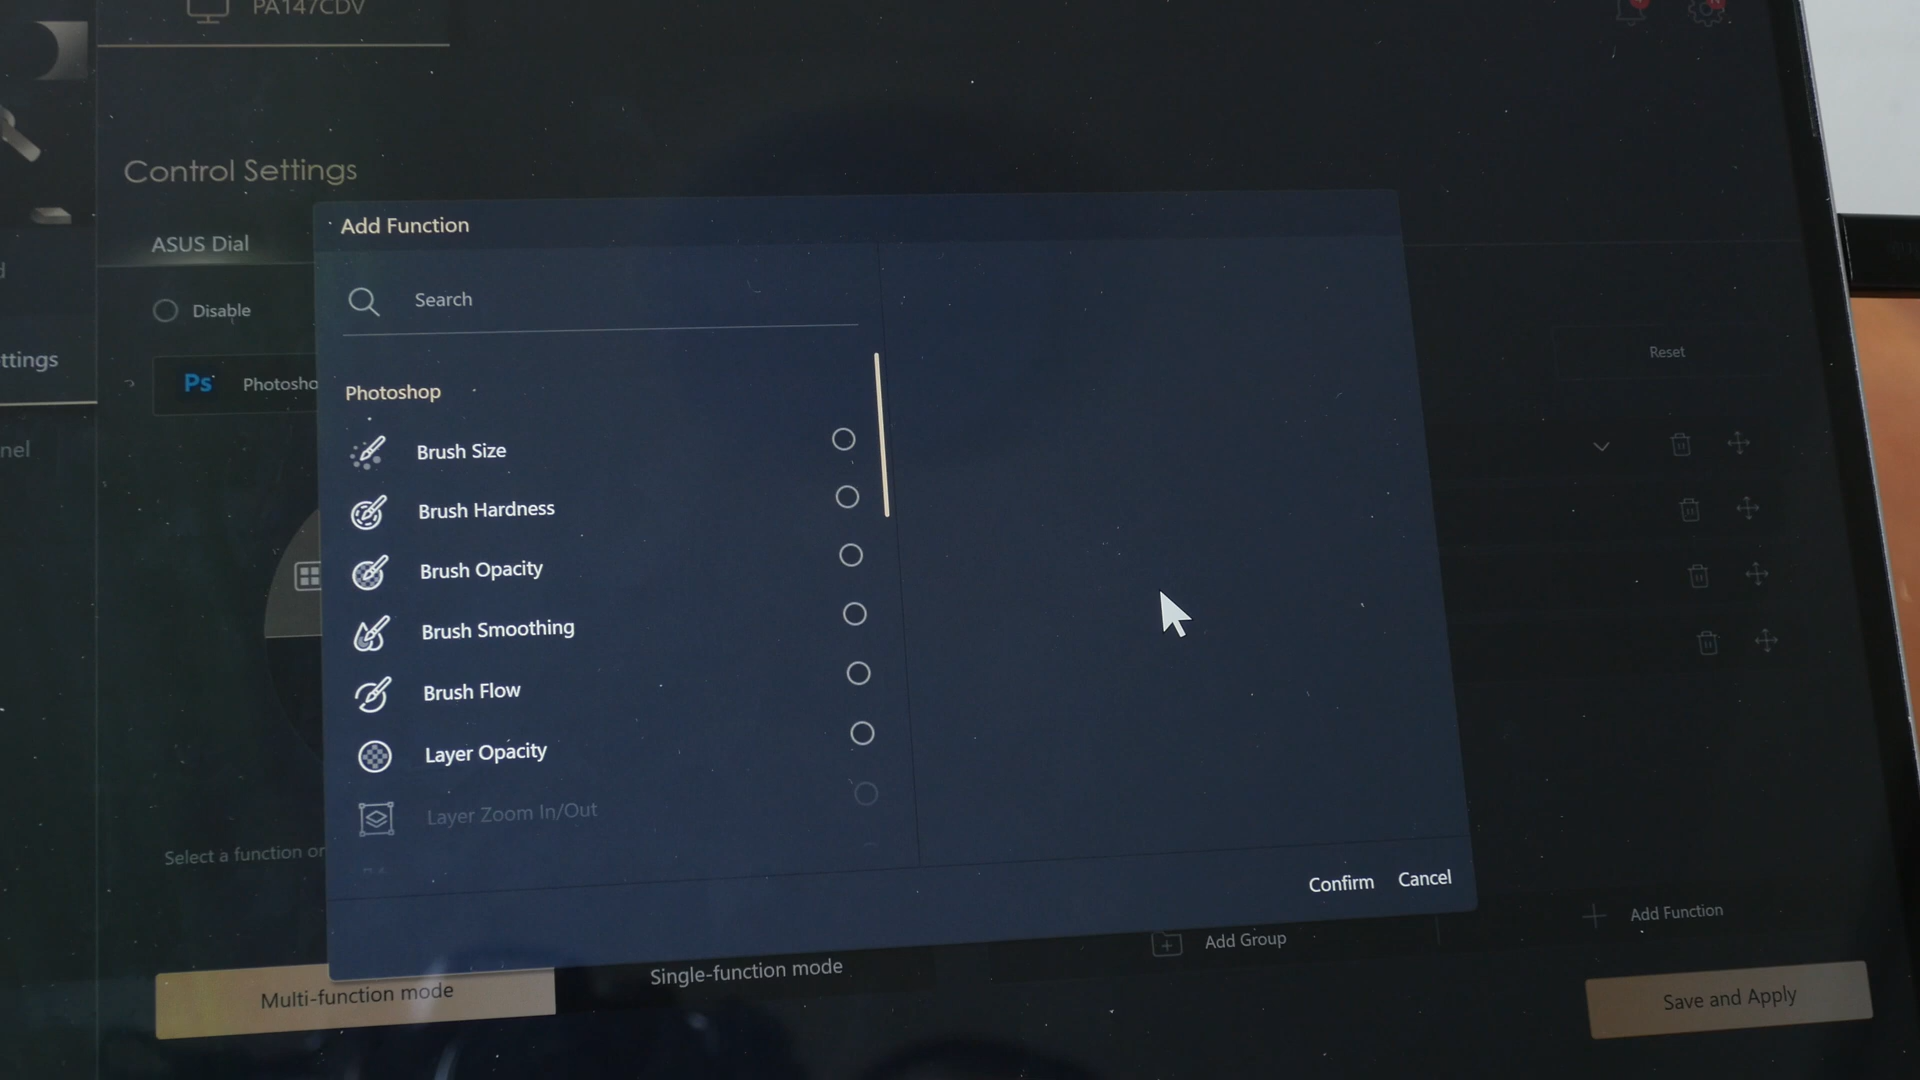 PA147CDV
Control Settings
Add Function
ASUS Dial
Search
Disable
Reset
ttings
Ps Photosho
Photoshop
nel
Brush Size
Brush Hardness
Brush Opacity
Brush Smoothing
Brush Flow
Layer Opacity
Layer Zoom In/Out
Select a function or
Confirm Cancel
Add Function
Add Group
Single-function mode
Multi-function mode
Save and Apply